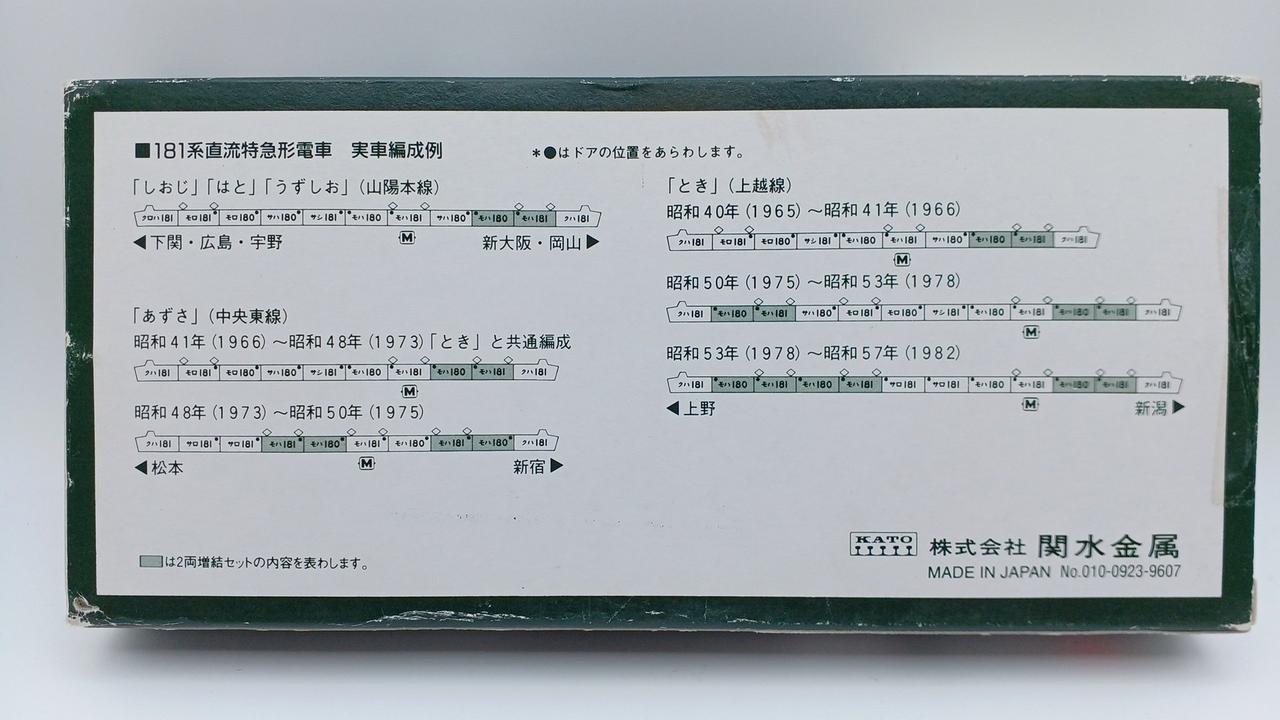 ■181系直流特急形電車　実車編成例
＊●はドアの位置をあらわします。
「しおじ」「はと」「うずしお」（山陽本線）
クロハ181 モロ181 モロ180 サハ180 サシ181 モハ180 モハ181 サハ180 モハ180 モハ181 クハ181
M
◀下関・広島・宇野　新大阪・岡山▶
「あずさ」（中央東線）
昭和41年（1966）～昭和48年（1973）「とき」と共通編成
クハ181 モロ181 モロ180 サハ180 サシ181 モハ180 モハ181 モハ180 モハ181 クハ181
M
昭和48年（1973）～昭和50年（1975）
クハ181 サロ181 サロ181 モハ181 モハ180 モハ181 モハ180 モハ181 モハ180 クハ181
M
◀松本　新宿▶
は2両増結セットの内容を表わします。
「とき」（上越線）
昭和40年（1965）～昭和41年（1966）
クハ181 モロ181 モロ180 サシ181 モハ180 モハ181 サハ180 モハ180 モハ181 クハ181
M
昭和50年（1975）～昭和53年（1978）
クハ181 モハ180 モハ181 サハ180 モロ181 モロ180 サシ181 モハ180 モハ181 モハ180 モハ181 クハ181
M
昭和53年（1978）～昭和57年（1982）
クハ181 モハ180 モハ181 モハ180 モハ181 サロ181 サロ181 モハ180 モハ181 モハ180 モハ181 クハ181
M
◀上野　新潟▶
KATO 株式会社 関水金属
MADE IN JAPAN No.010-0923-9607